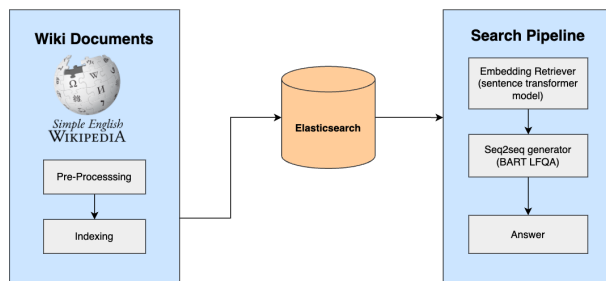 Wiki Documents
Ω
W
И
Simple English
WIKIPEDIA
Pre-Processsing
Indexing
Elasticsearch
Search Pipeline
Embedding Retriever
(sentence transformer
model)
Seq2seq generator
(BART LFQA)
Answer